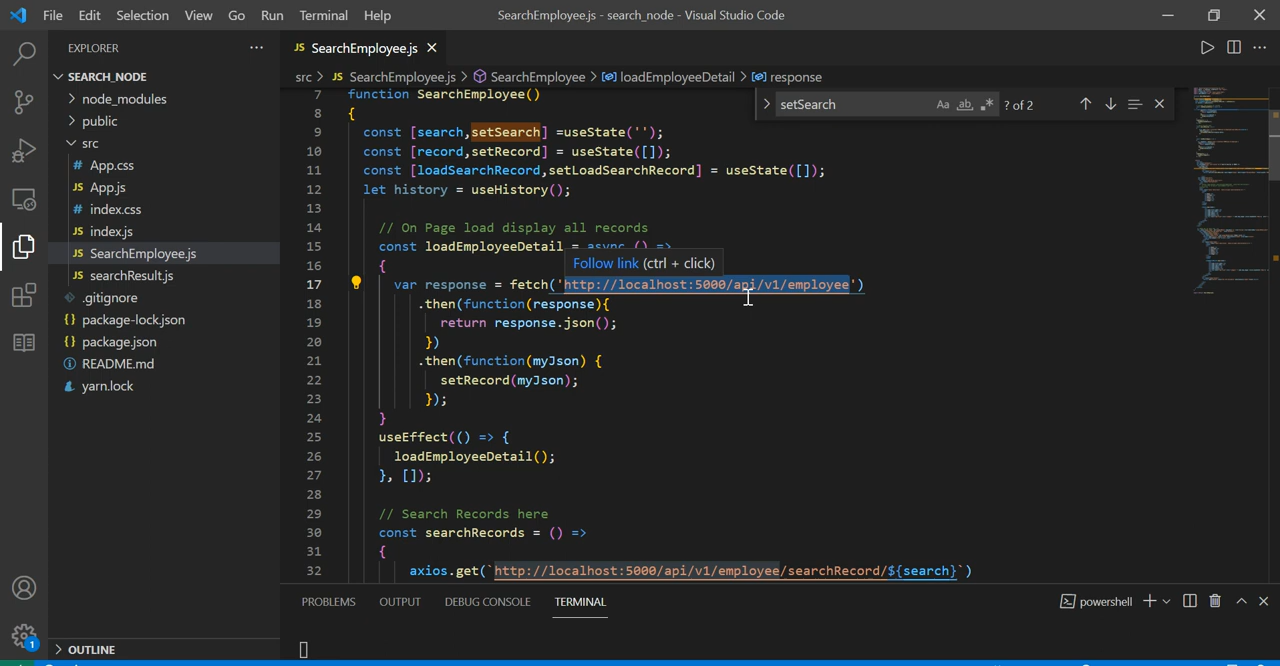 File Edit Selection View Go Run Terminal Help SearchEmployee.js - search_node - Visual Studio Code
EXPLORER
SEARCH_NODE
node_modules
public
src
# App.css
JS App.js
# index.css
JS index.js
JS SearchEmployee.js
JS searchResult.js
.gitignore
{} package-lock.json
{} package.json
README.md
yarn.lock
OUTLINE
1
JS SearchEmployee.js
src > JS SearchEmployee.js > SearchEmployee > loadEmployeeDetail > response
setSearch Aa ab, .* ? of 2
7 function SearchEmployee()
8 {
9 const [search,setSearch] =useState('');
10 const [record,setRecord] = useState([]);
11 const [loadSearchRecord,setLoadSearchRecord] = useState([]);
12 let history = useHistory();
13
14 // On Page load display all records
15 const loadEmployeeDetail = async () =>
16 {
Follow link (ctrl + click)
17 var response = fetch('http://localhost:5000/api/v1/employee')
18 .then(function(response){
19 return response.json();
20 })
21 .then(function(myJson) {
22 setRecord(myJson);
23 });
24 }
25 useEffect(() => {
26 loadEmployeeDetail();
27 }, []);
28
29 // Search Records here
30 const searchRecords = () =>
31 {
32 axios.get(`http://localhost:5000/api/v1/employee/searchRecord/${search}`)
PROBLEMS OUTPUT DEBUG CONSOLE TERMINAL powershell